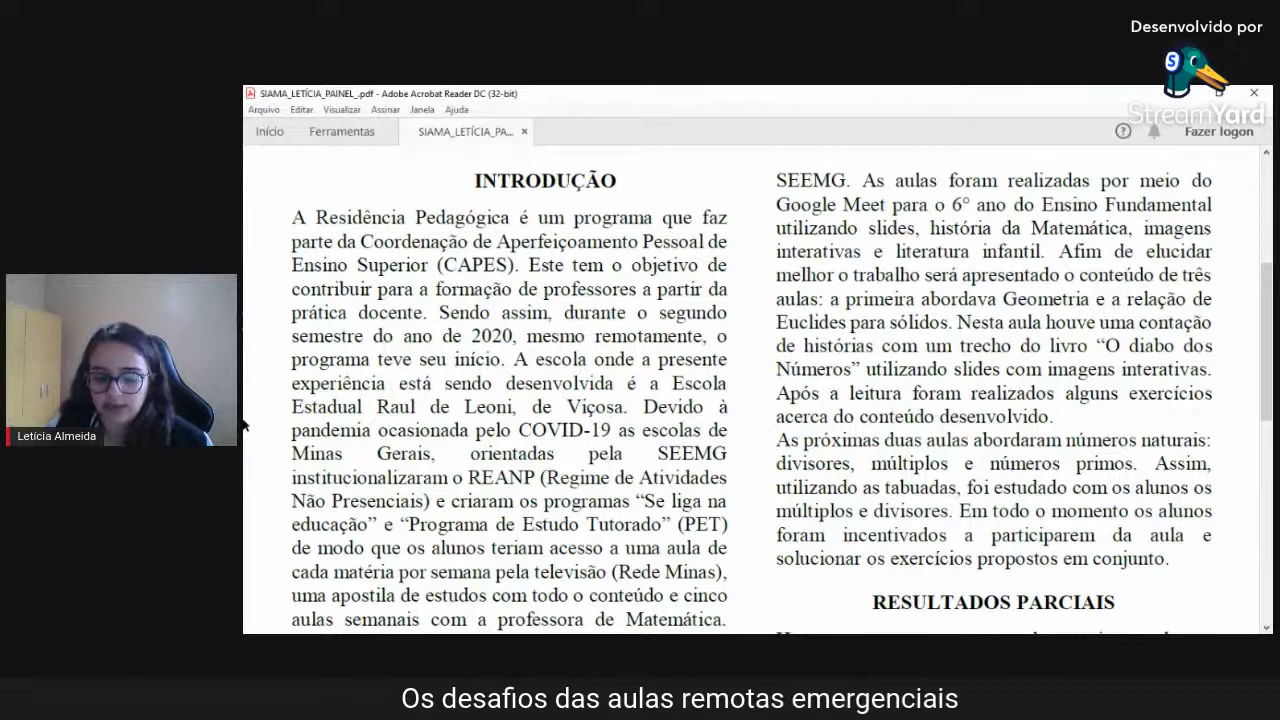 Desenvolvido por
StreamYard
SIAMA_LETÍCIA_PAINEL_.pdf - Adobe Acrobat Reader DC (32-bit)
Arquivo Editar Visualizar Assinar Janela Ajuda
Início Ferramentas SIAMA_LETÍCIA_PA... Fazer logon
INTRODUÇÃO
A Residência Pedagógica é um programa que faz
parte da Coordenação de Aperfeiçoamento Pessoal de
Ensino Superior (CAPES). Este tem o objetivo de
contribuir para a formação de professores a partir da
prática docente. Sendo assim, durante o segundo
semestre do ano de 2020, mesmo remotamente, o
programa teve seu início. A escola onde a presente
experiência está sendo desenvolvida é a Escola
Estadual Raul de Leoni, de Viçosa. Devido à
pandemia ocasionada pelo COVID-19 as escolas de
Minas Gerais, orientadas pela SEEMG
institucionalizaram o REANP (Regime de Atividades
Não Presenciais) e criaram os programas “Se liga na
educação” e “Programa de Estudo Tutorado” (PET)
de modo que os alunos teriam acesso a uma aula de
cada matéria por semana pela televisão (Rede Minas),
uma apostila de estudos com todo o conteúdo e cinco
aulas semanais com a professora de Matemática.
SEEMG. As aulas foram realizadas por meio do
Google Meet para o 6° ano do Ensino Fundamental
utilizando slides, história da Matemática, imagens
interativas e literatura infantil. Afim de elucidar
melhor o trabalho será apresentado o conteúdo de três
aulas: a primeira abordava Geometria e a relação de
Euclides para sólidos. Nesta aula houve uma contação
de histórias com um trecho do livro “O diabo dos
Números” utilizando slides com imagens interativas.
Após a leitura foram realizados alguns exercícios
acerca do conteúdo desenvolvido.
As próximas duas aulas abordaram números naturais:
divisores, múltiplos e números primos. Assim,
utilizando as tabuadas, foi estudado com os alunos os
múltiplos e divisores. Em todo o momento os alunos
foram incentivados a participarem da aula e
solucionar os exercícios propostos em conjunto.
RESULTADOS PARCIAIS
Letícia Almeida
Os desafios das aulas remotas emergenciais